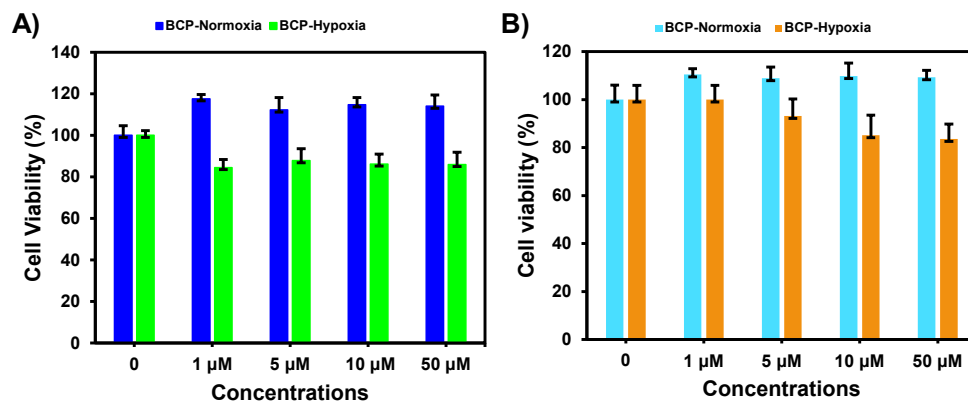 A)
BCP-Normoxia BCP-Hypoxia
140
120
100
80
60
40
20
0
Cell Viability (%)
0 1 µM 5 µM 10 µM 50 µM
Concentrations
B)
BCP-Normoxia BCP-Hypoxia
120
100
80
60
40
20
0
Cell viability (%)
0 1 µM 5 µM 10 µM 50 µM
Concentrations